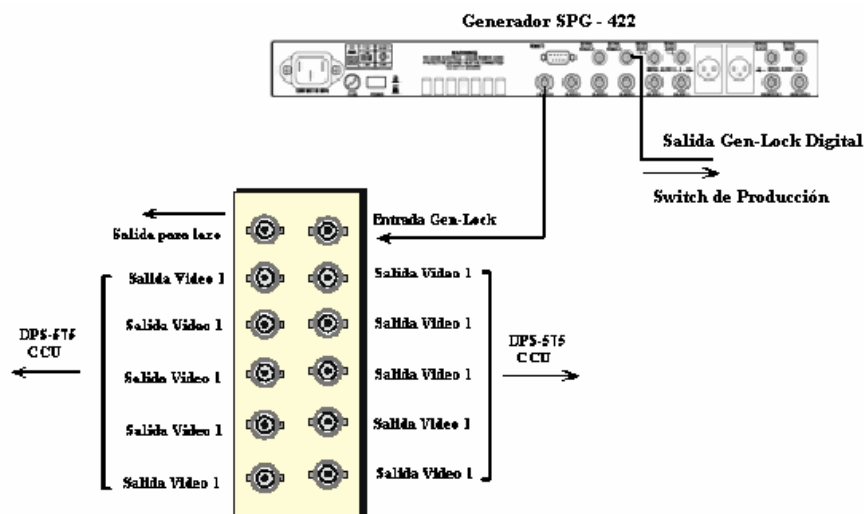 Generador SPG - 422
REMOTE
Salida Gen-Lock Digital
Switch de Producción
Entrada Gen-Lock
Salida para lazo
Salida Video 1
Salida Video 1
Salida Video 1
Salida Video 1
Salida Video 1
Salida Video 1
Salida Video 1
Salida Video 1
Salida Video 1
Salida Video 1
DPS-575
CCU
DPS-575
CCU